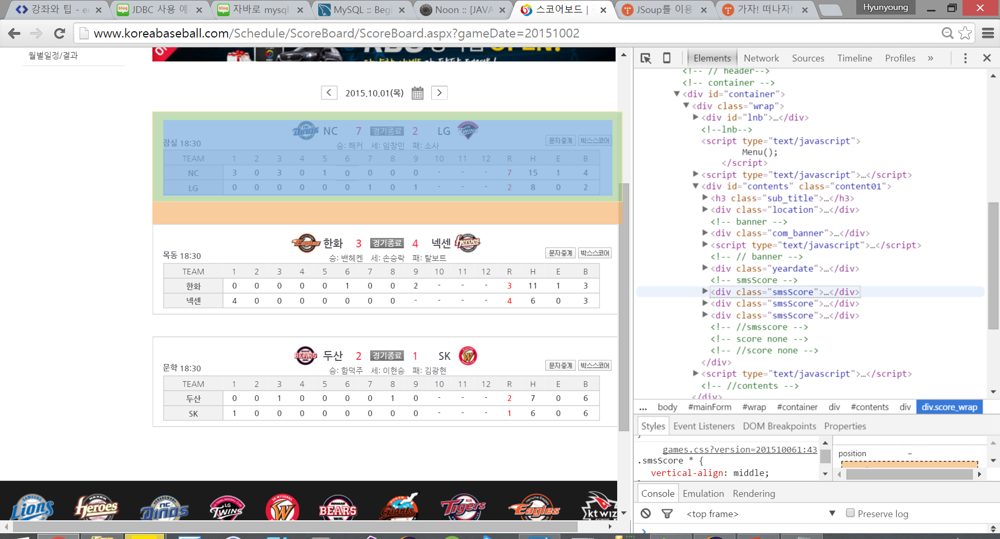 강좌와 팁 - e
JDBC 사용 예
자바로 mysql
MySQL :: Begi
Noon :: [JAVA
스코어보드 |
JSoup를 이용
가자! 떠나자!
Hyunyoung
www.koreabaseball.com/Schedule/ScoreBoard/ScoreBoard.aspx?gameDate=20151002
월별일정/결과
2015.10.01(목)
NC 7 경기종료 2 LG
잠실 18:30 승: 해커 세: 임창민 패: 소사 문자중계 박스스코어
TEAM 1 2 3 4 5 6 7 8 9 10 11 12 R H E B
NC 3 0 3 0 1 0 0 0 0 - - - 7 15 1 4
LG 0 0 0 0 0 0 1 0 1 - - - 2 8 0 2
한화 3 경기종료 4 넥센
목동 18:30 승: 밴헤켄 세: 손승락 패: 탈보트 문자중계 박스스코어
TEAM 1 2 3 4 5 6 7 8 9 10 11 12 R H E B
한화 0 0 0 0 0 1 0 0 2 - - - 3 11 1 3
넥센 4 0 0 0 0 0 0 0 - - - - 4 6 0 3
두산 2 경기종료 1 SK
문학 18:30 승: 함덕주 세: 이현승 패: 김광현 문자중계 박스스코어
TEAM 1 2 3 4 5 6 7 8 9 10 11 12 R H E B
두산 0 0 1 0 0 0 0 1 0 - - - 2 7 0 6
SK 1 0 0 0 0 0 0 0 0 - - - 1 6 0 6
Lions
Heroes
NC Dinos
LG TWINS
SK WYVERNS
BEARS
Giants
KIA Tigers
Eagles
kt wiz
Elements Network Sources Timeline Profiles »
<!-- // header-->
<!-- container -->
<div id="container">
<div class="wrap">
<div id="lnb">…</div>
<!--lnb-->
<script type="text/javascript">
Menu();
</script>
<script type="text/javascript">…</script>
<div id="contents" class="content01">
<h3 class="sub_title">…</h3>
<div class="location">…</div>
<!-- banner -->
<div class="com_banner">…</div>
<script type="text/javascript">…</script>
<!-- // banner -->
<div class="yeardate">…</div>
<!-- smsScore -->
<div class="smsScore">…</div>
<div class="smsScore">…</div>
<div class="smsScore">…</div>
<!-- //smsscore -->
<!-- score none -->
<!-- //score none -->
</div>
<script type="text/javascript">…</script>
<!-- //contents -->
</div>
... body #mainForm #wrap #container div #contents div div.score_wrap
Styles Event Listeners DOM Breakpoints Properties
}
games.css?version=201510061:43
.smsScore * {
vertical-align: middle;
position -
Console Emulation Rendering
<top frame> Preserve log